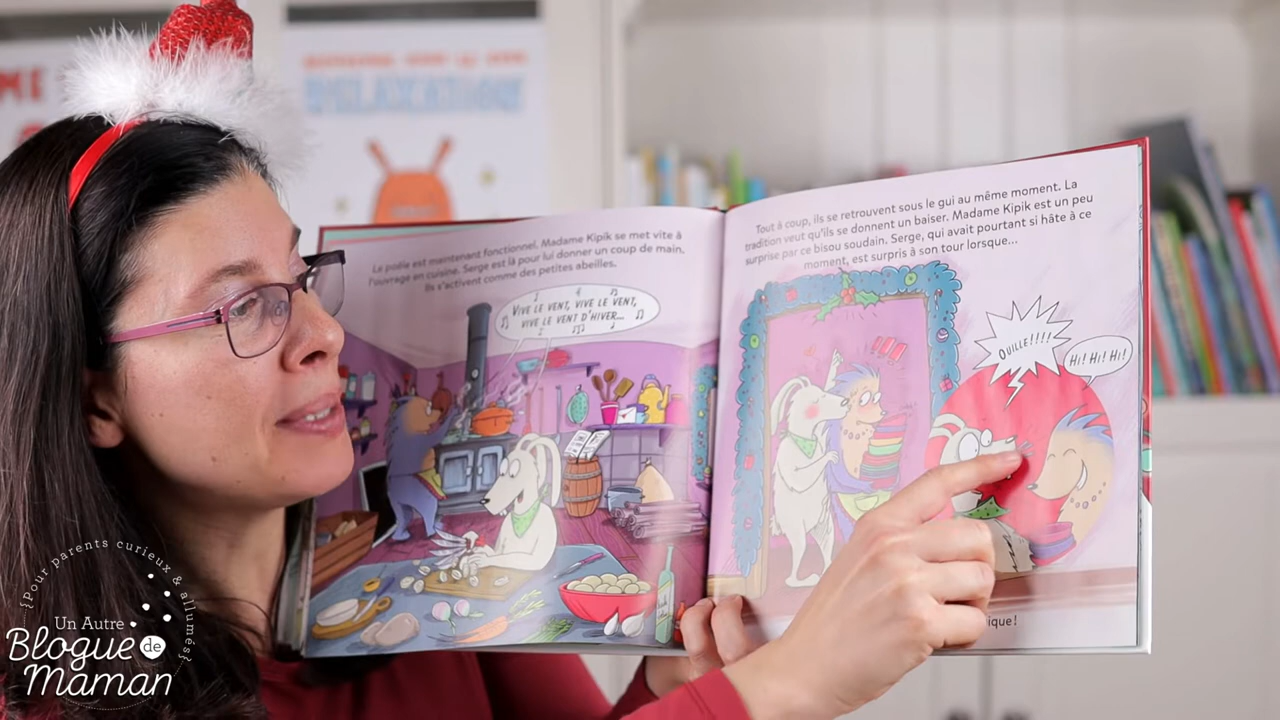 ME
RELAXATION
La poêle est maintenant fonctionnel. Madame Kipik se met vite à
l'ouvrage en cuisine. Serge est là pour lui donner un coup de main.
Ils s'activent comme des petites abeilles.
VIVE LE VENT, VIVE LE VENT,
VIVE LE VENT D'HIVER...
Tout à coup, ils se retrouvent sous le gui au même moment. La
tradition veut qu'ils se donnent un baiser. Madame Kipik est un peu
surprise par ce bisou soudain. Serge, qui avait pourtant si hâte à ce
moment, est surpris à son tour lorsque...
OUILLE!!!!
HI! HI! HI!
ique!
{Pour parents curieux & allumés}
Un Autre
Blogue de
Maman